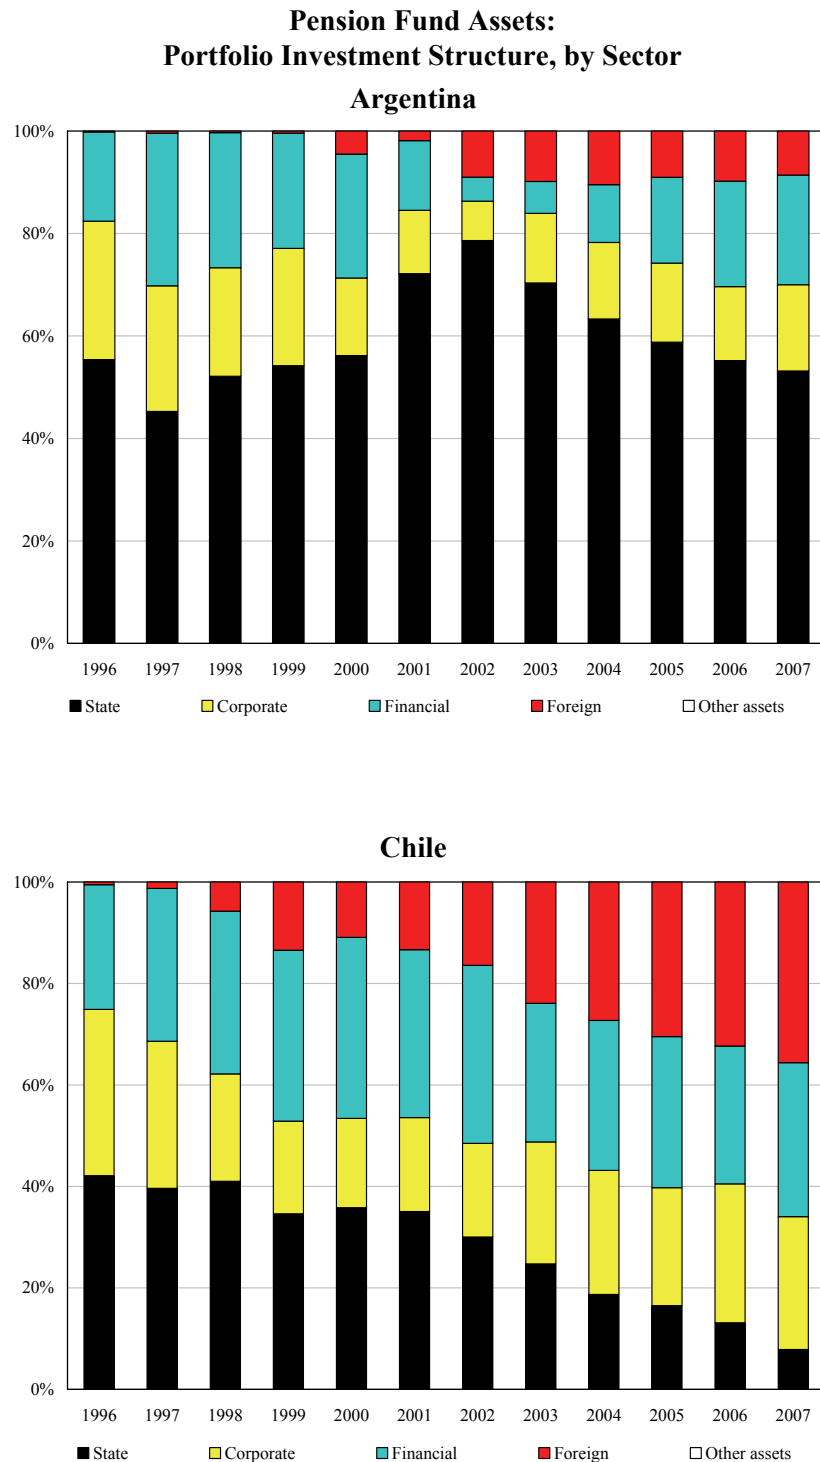 Pension Fund Assets:
Portfolio Investment Structure, by Sector
Argentina
100%
80%
60%
40%
20%
0%
1996 1997 1998 1999 2000 2001 2002 2003 2004 2005 2006 2007
State Corporate Financial Foreign Other assets
Chile
100%
80%
60%
40%
20%
0%
1996 1997 1998 1999 2000 2001 2002 2003 2004 2005 2006 2007
State Corporate Financial Foreign Other assets